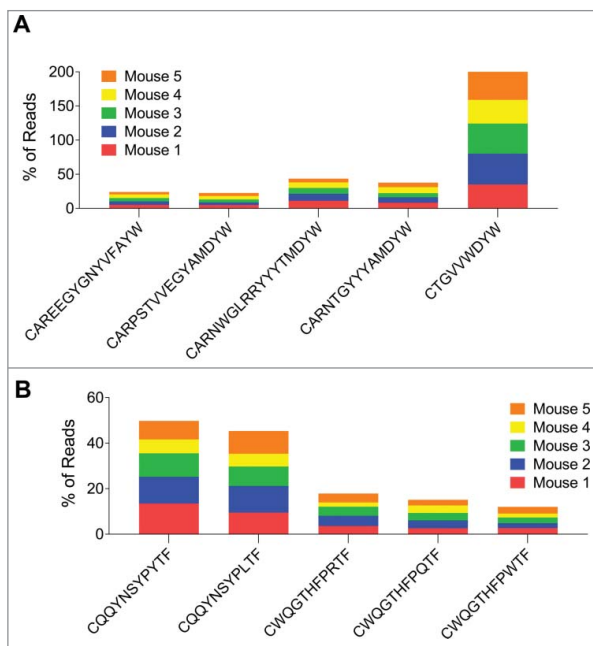 A
% of Reads
200
150
100
50
0
Mouse 5
Mouse 4
Mouse 3
Mouse 2
Mouse 1
CAREEGYGNYVFAYW
CARPSTVVEGYAMDYW
CARNWGLRRYYYTMDYW
CARNTGYYYAMDYW
CTGVVWDYW
B
% of Reads
60
40
20
0
Mouse 5
Mouse 4
Mouse 3
Mouse 2
Mouse 1
CQQYNSYPYTF
CQQYNSYPLTF
CWQGTHFPRTF
CWQGTHFPQTF
CWQGTHFPWTF